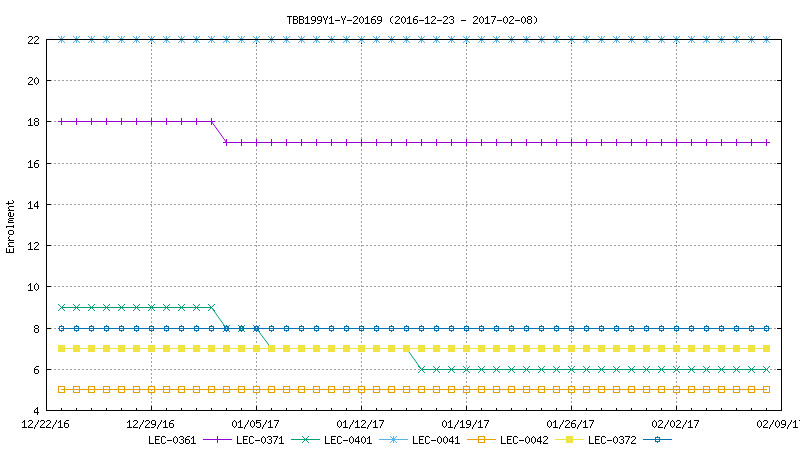 TBB199Y1-Y-20169 (2016-12-23 - 2017-02-08)
22
20
18
16
14
12
10
8
6
4
Enrolment
12/22/16 12/29/16 01/05/17 01/12/17 01/19/17 01/26/17 02/02/17 02/09/17
LEC-0361 LEC-0371 LEC-0401 LEC-0041 LEC-0042 LEC-0372